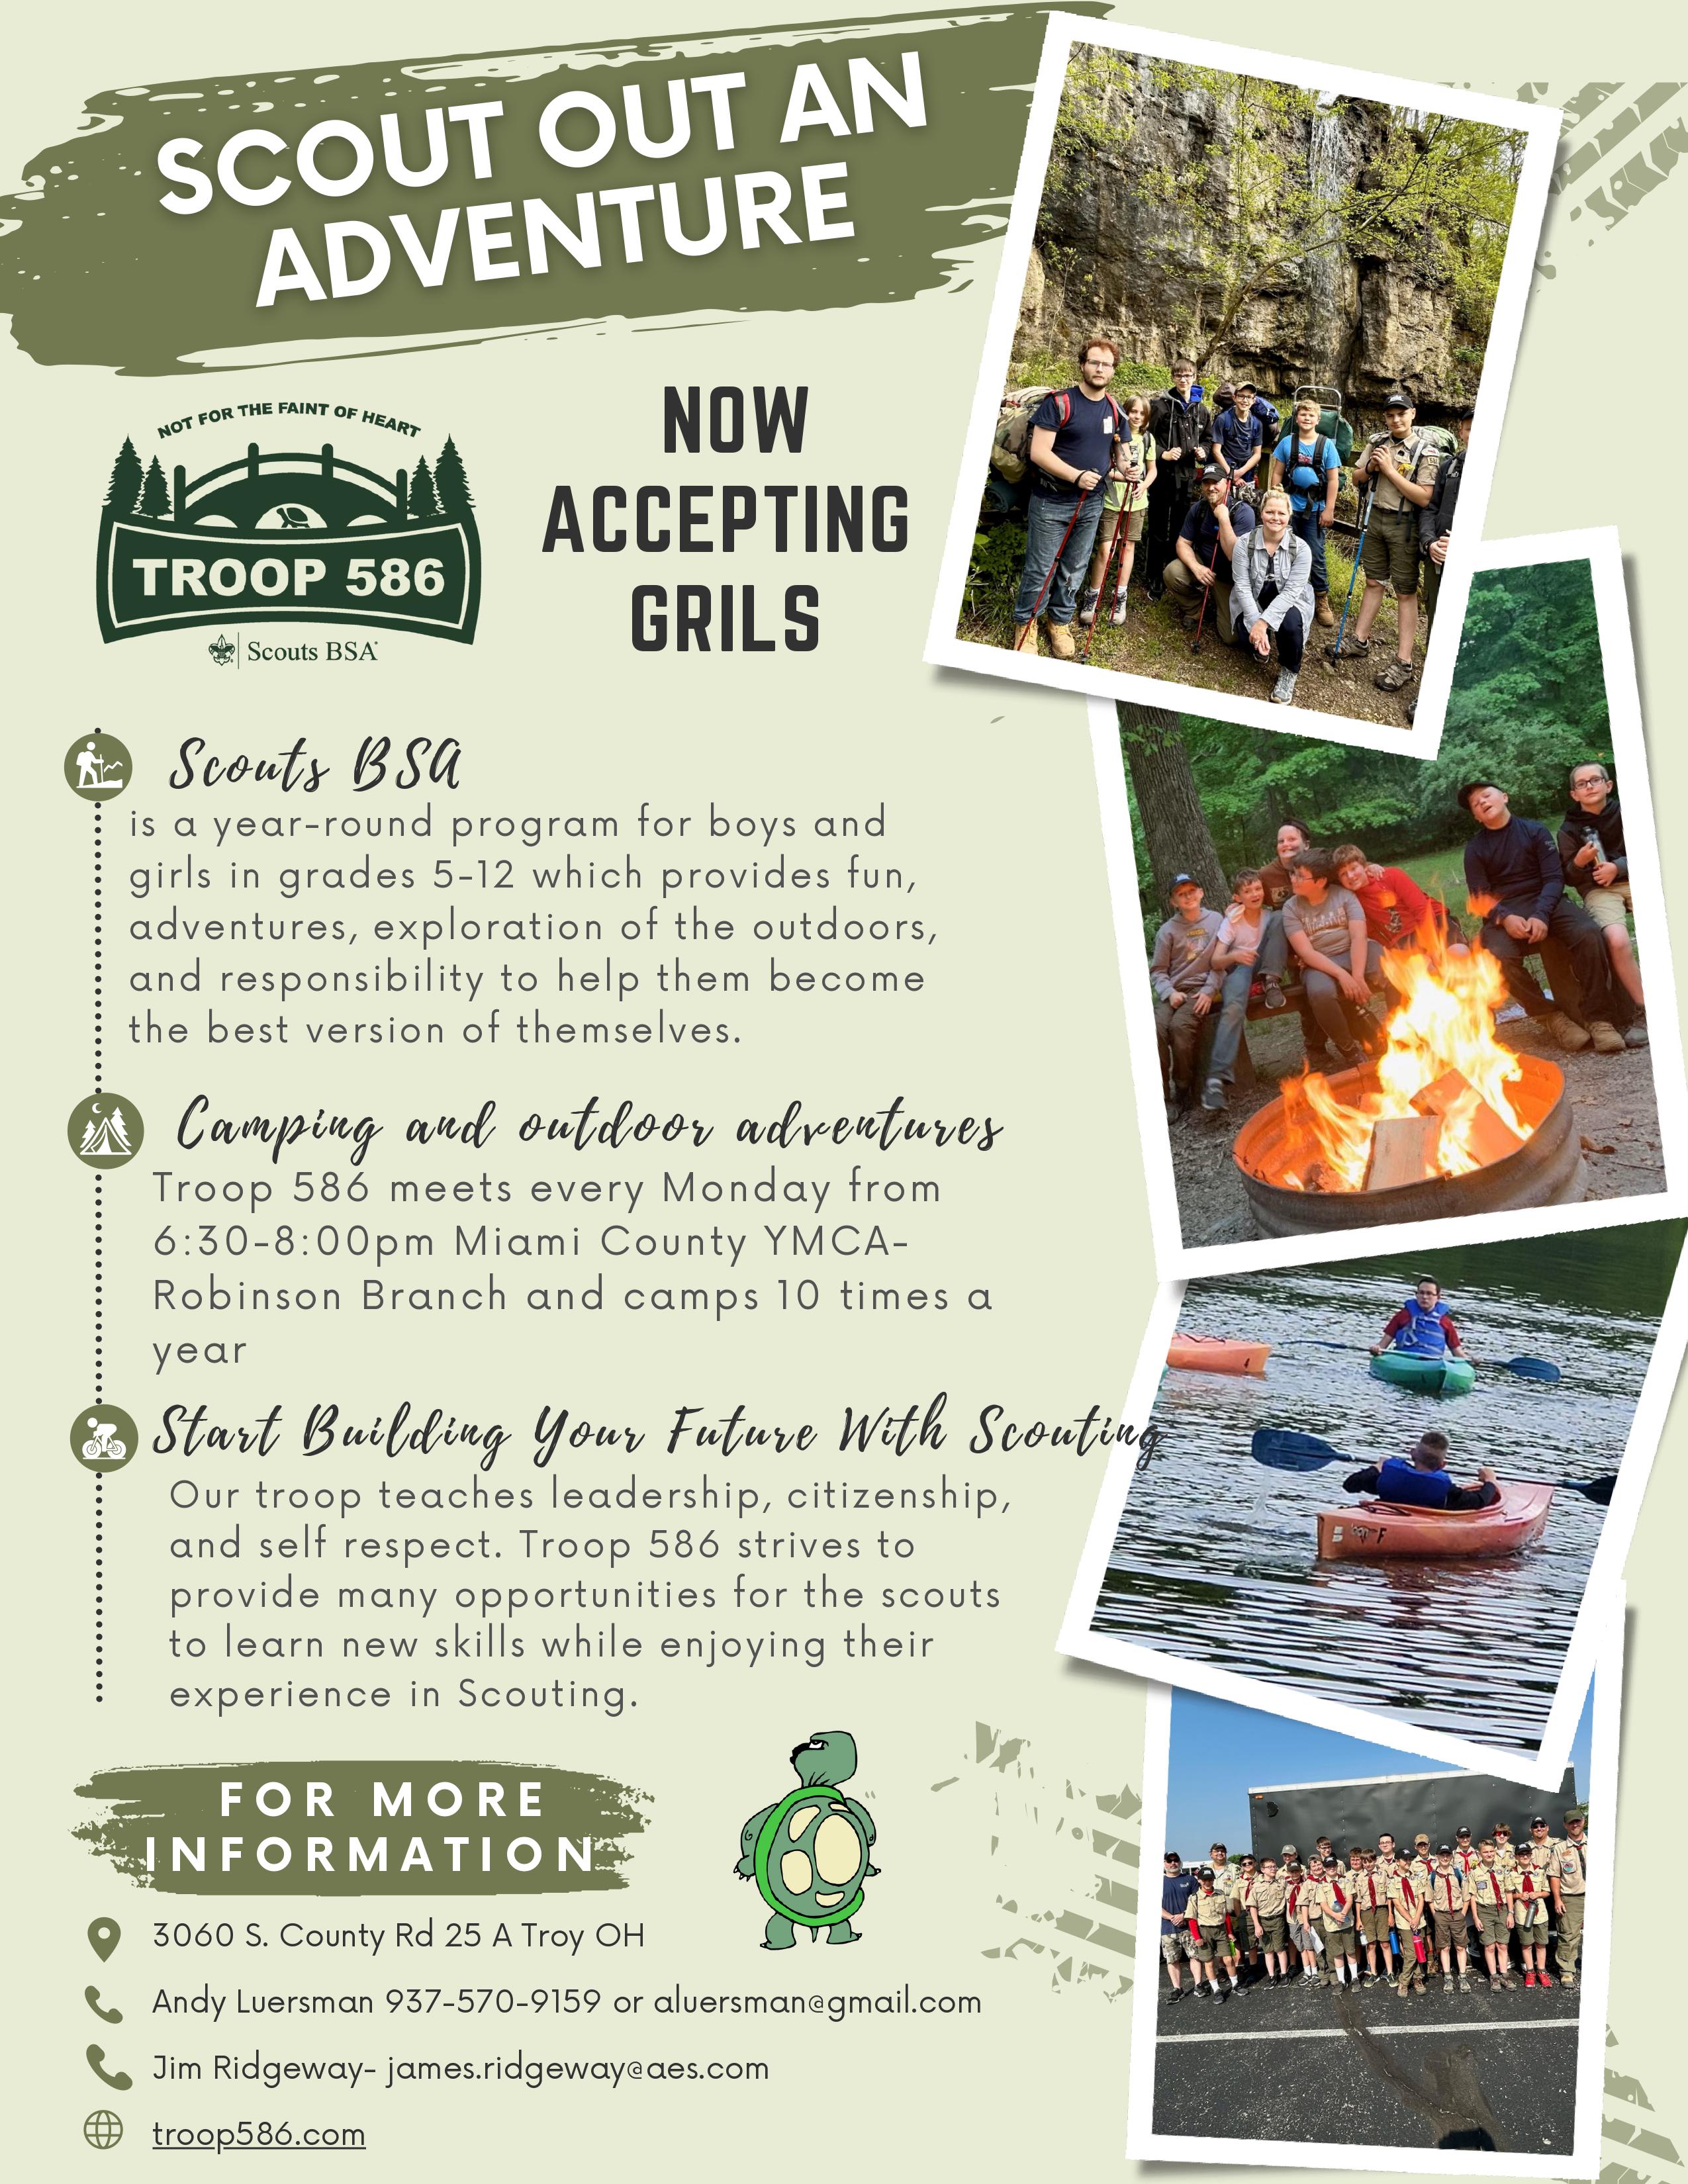 SCOUT OUT AN
ADVENTURE
NOT FOR THE FAINT OF HEART
TROOP 586
Scouts BSA
NOW
ACCEPTING
GRILS
Scouts BSA
is a year-round program for boys and
girls in grades 5-12 which provides fun,
adventures, exploration of the outdoors,
and responsibility to help them become
the best version of themselves.
Camping and outdoor adventures
Troop 586 meets every Monday from
6:30-8:00pm Miami County YMCA-
Robinson Branch and camps 10 times a
year
Start Building Your Future With Scouting
Our troop teaches leadership, citizenship,
and self respect. Troop 586 strives to
provide many opportunities for the scouts
to learn new skills while enjoying their
experience in Scouting.
FOR MORE
INFORMATION
3060 S. County Rd 25 A Troy OH
Andy Luersman 937-570-9159 or aluersman@gmail.com
Jim Ridgeway- james.ridgeway@aes.com
troop586.com